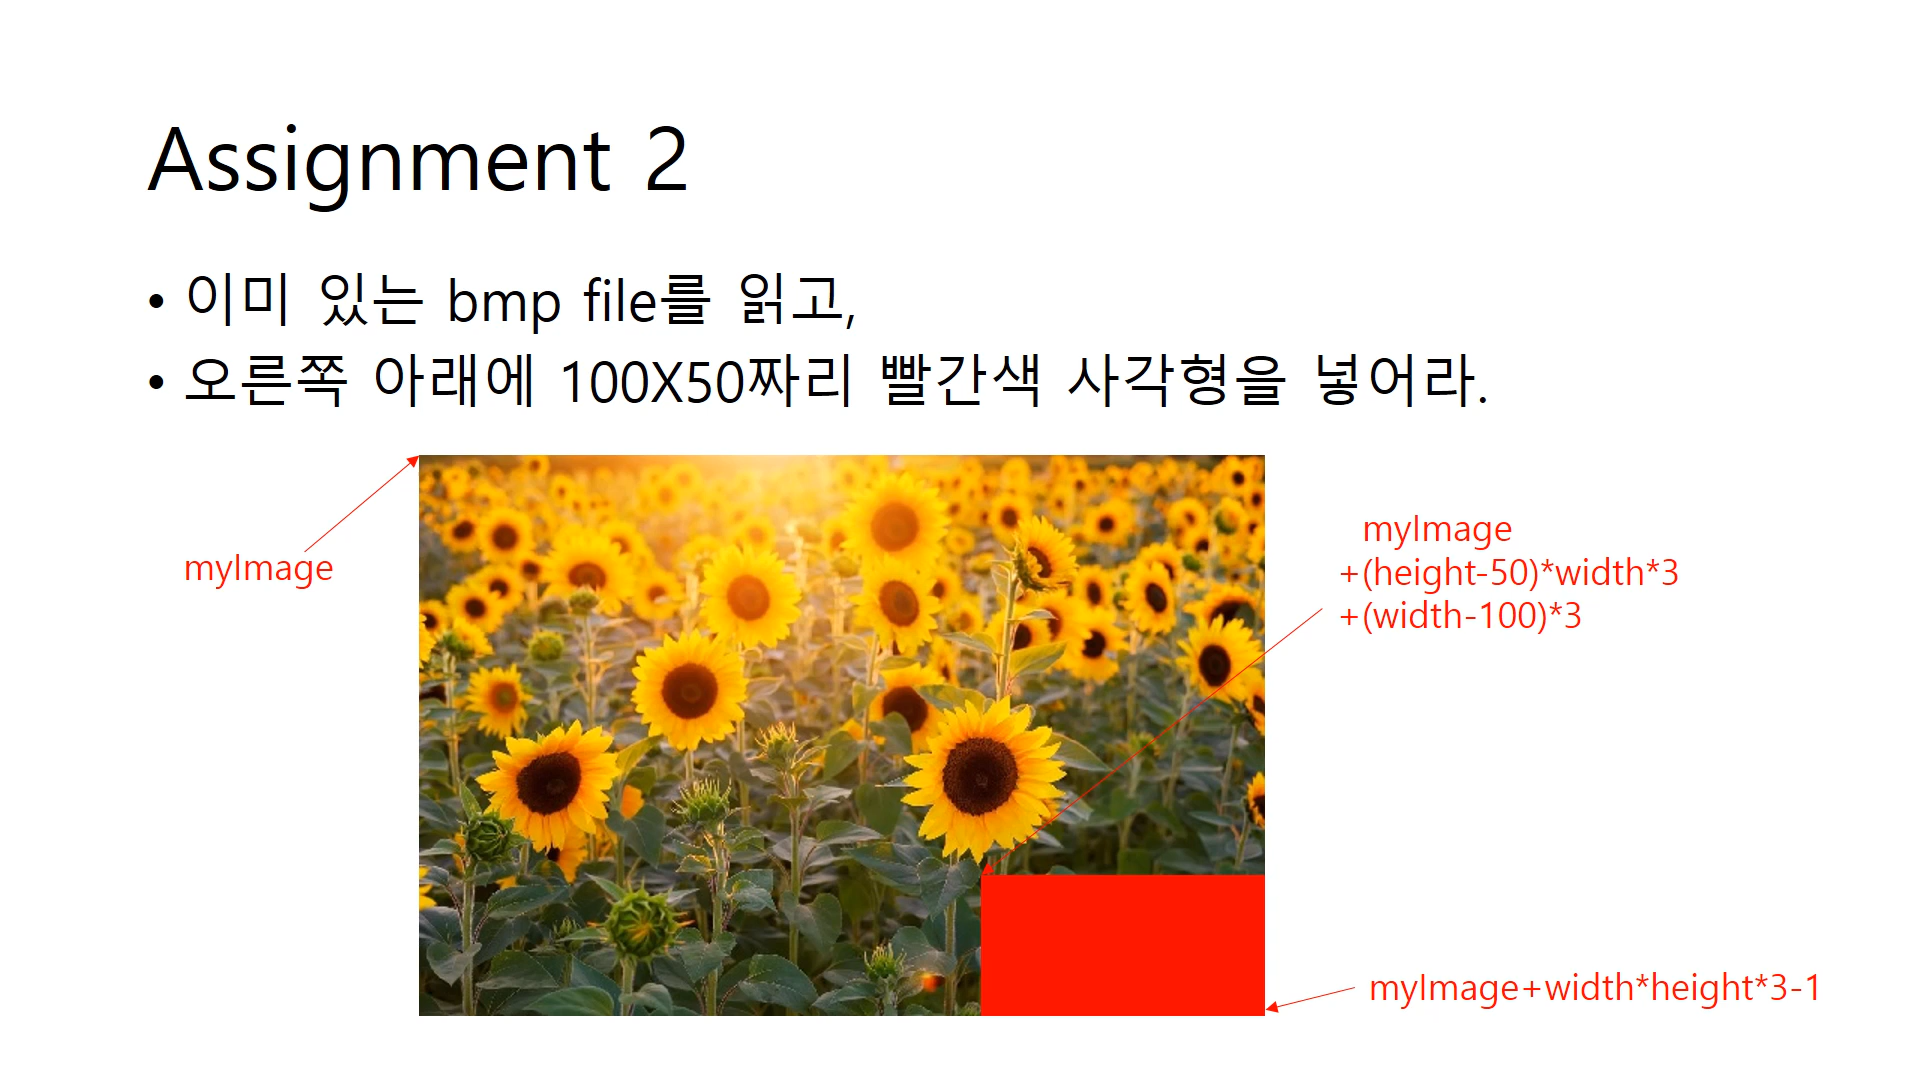 Assignment 2
• 이미 있는 bmp file를 읽고,
• 오른쪽 아래에 100X50짜리 빨간색 사각형을 넣어라.
myImage
myImage
+(height-50)*width*3
+(width-100)*3
myImage+width*height*3-1